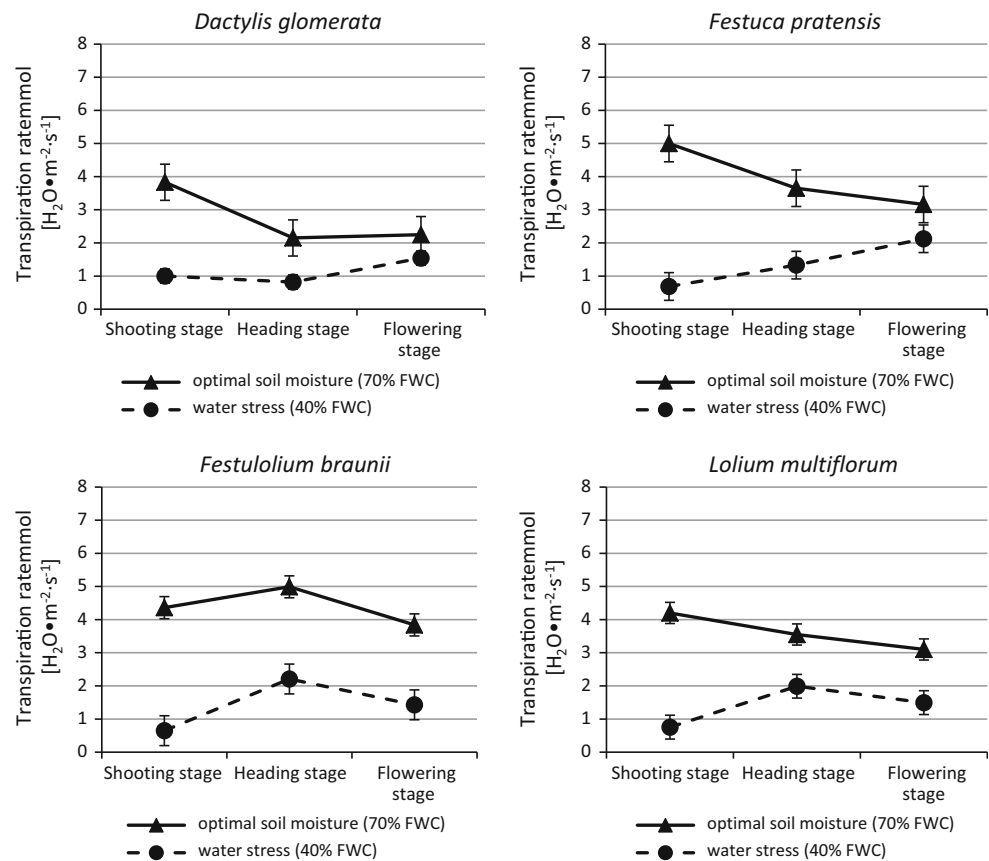 Dactylis glomerata
Transpiration ratemmol
[H₂O•m⁻²·s⁻¹]
8
7
6
5
4
3
2
1
0
Shooting stage Heading stage Flowering
stage
optimal soil moisture (70% FWC)
water stress (40% FWC)
Festuca pratensis
Transpiration ratemmol
[H₂O•m⁻²·s⁻¹]
8
7
6
5
4
3
2
1
0
Shooting stage Heading stage Flowering
stage
optimal soil moisture (70% FWC)
water stress (40% FWC)
Festulolium braunii
Transpiration ratemmol
[H₂O•m⁻²·s⁻¹]
8
7
6
5
4
3
2
1
0
Shooting stage Heading stage Flowering
stage
optimal soil moisture (70% FWC)
water stress (40% FWC)
Lolium multiflorum
Transpiration ratemmol
[H₂O•m⁻²·s⁻¹]
8
7
6
5
4
3
2
1
0
Shooting stage Heading stage Flowering
stage
optimal soil moisture (70% FWC)
water stress (40% FWC)